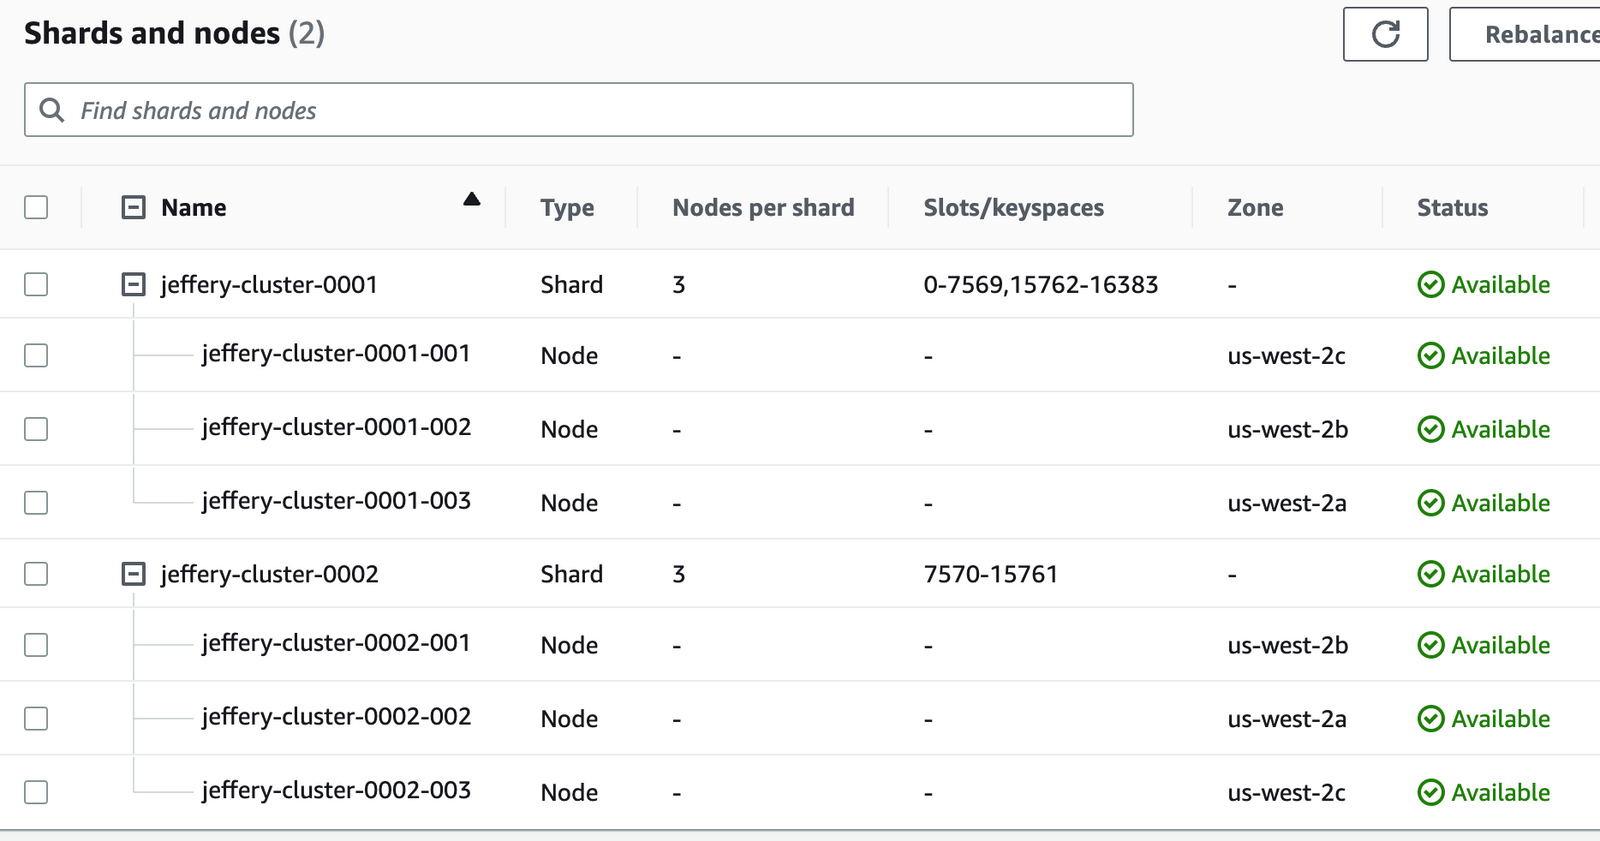 Shards and nodes (2)
Rebalance
Find shards and nodes
Name Type Nodes per shard Slots/keyspaces Zone Status
jeffery-cluster-0001 Shard 3 0-7569,15762-16383 - Available
jeffery-cluster-0001-001 Node - - us-west-2c Available
jeffery-cluster-0001-002 Node - - us-west-2b Available
jeffery-cluster-0001-003 Node - - us-west-2a Available
jeffery-cluster-0002 Shard 3 7570-15761 - Available
jeffery-cluster-0002-001 Node - - us-west-2b Available
jeffery-cluster-0002-002 Node - - us-west-2a Available
jeffery-cluster-0002-003 Node - - us-west-2c Available